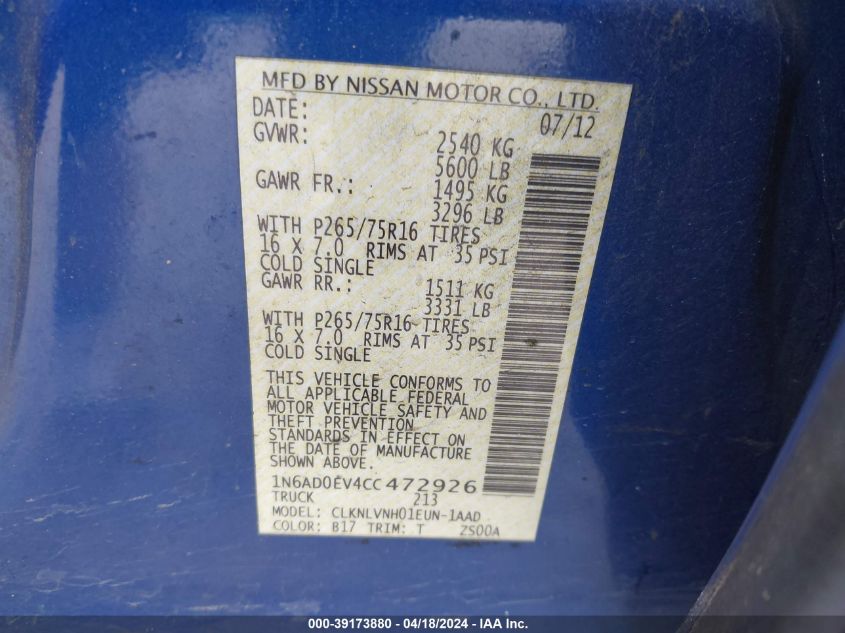 MFD BY NISSAN MOTOR CO., LTD.
DATE: 07/12
GVWR: 2540 KG
5600 LB
GAWR FR.: 1495 KG
3296 LB
WITH P265/75R16 TIRES
16 X 7.0 RIMS AT 35 PSI
COLD SINGLE
GAWR RR.: 1511 KG
3331 LB
WITH P265/75R16 TIRES
16 X 7.0 RIMS AT 35 PSI
COLD SINGLE
THIS VEHICLE CONFORMS TO
ALL APPLICABLE FEDERAL
MOTOR VEHICLE SAFETY AND
THEFT PREVENTION
STANDARDS IN EFFECT ON
THE DATE OF MANUFACTURE
SHOWN ABOVE.
1N6AD0EV4CC472926
TRUCK 213
MODEL: CLKNLVNH01EUN-1AAD
COLOR: B17 TRIM: T ZS00A
000-39173880 - 04/18/2024 - IAA Inc.